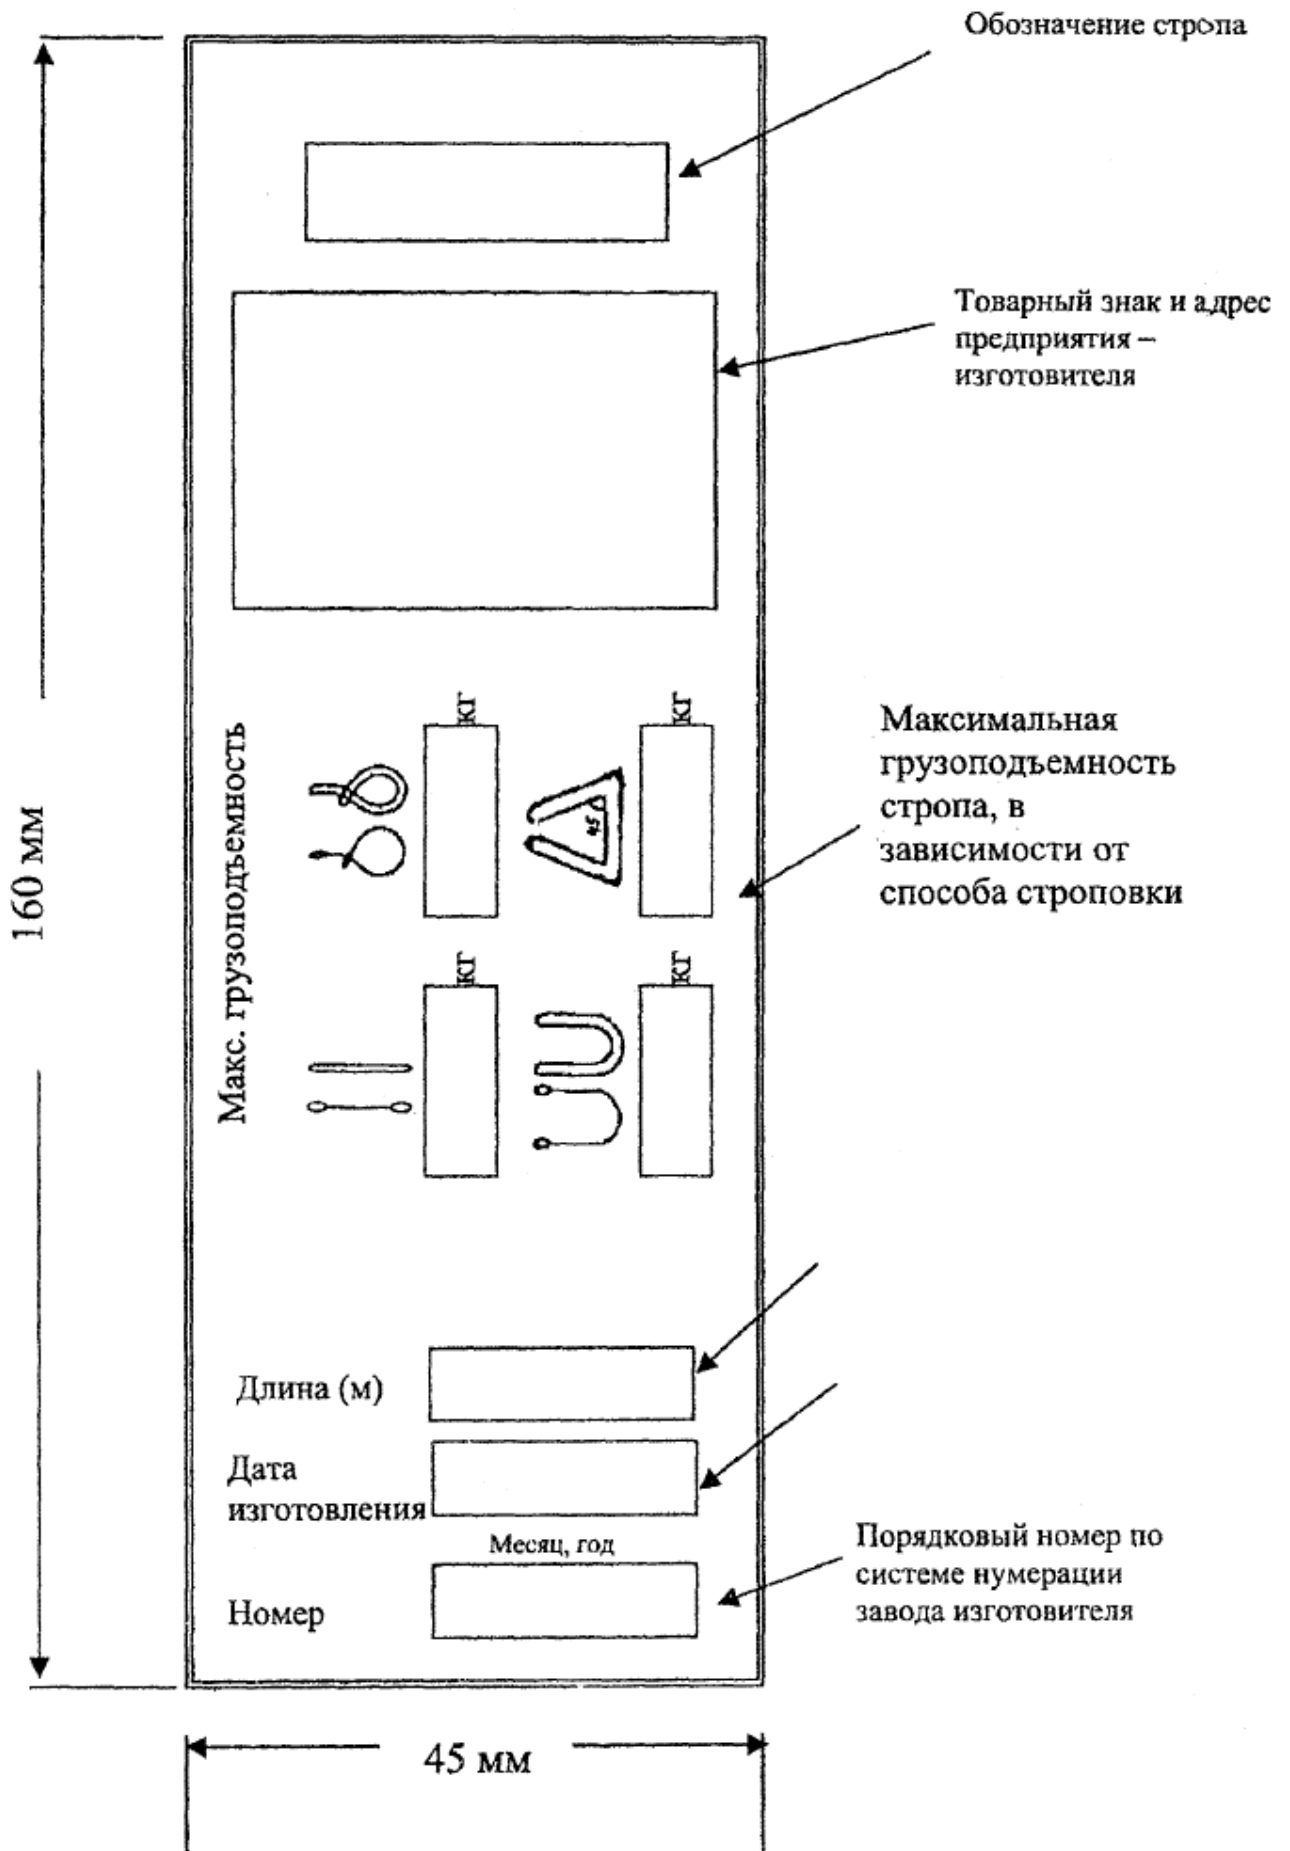 Обозначение стропа
Товарный знак и адрес
предприятия –
изготовителя
Макс. грузоподъемность
кг
кг
45
кг
кг
Максимальная
грузоподъемность
стропа, в
зависимости от
способа строповки
160 мм
Длина (м)
Дата
изготовления
Месяц, год
Номер
Порядковый номер по
системе нумерации
завода изготовителя
45 мм